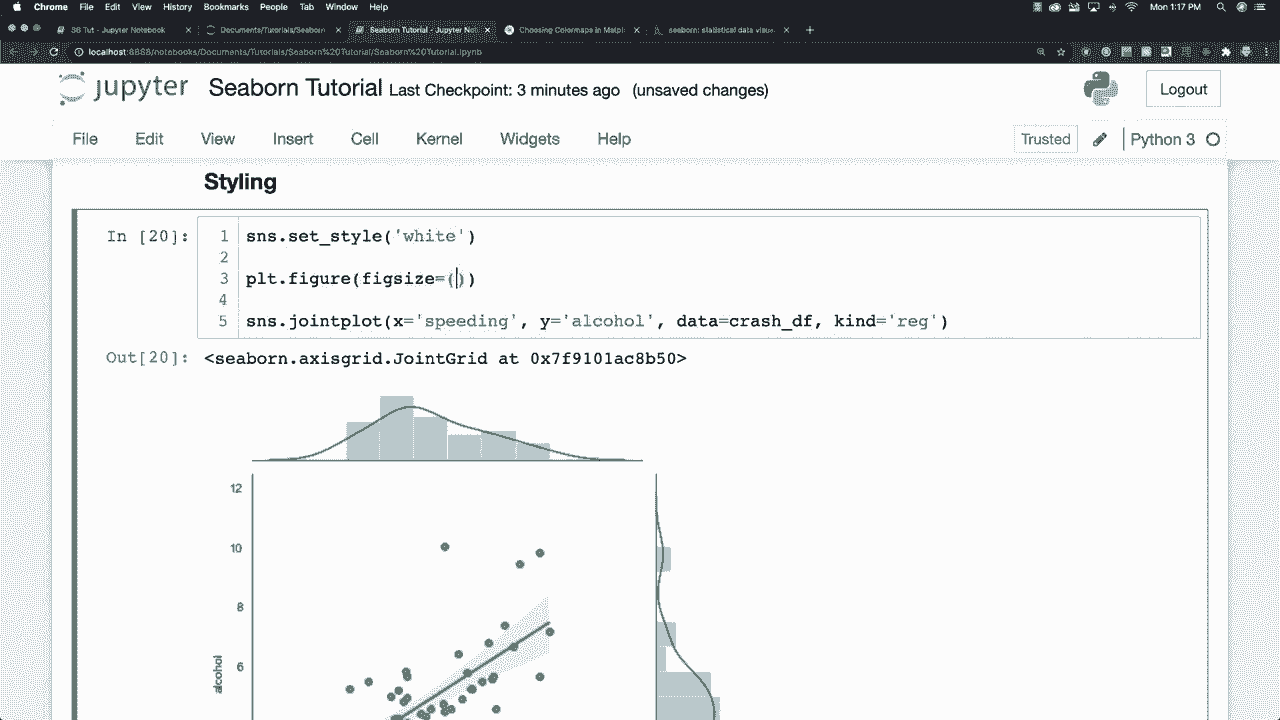 Chrome File Edit View History Bookmarks People Tab Window Help Mon 1:17 PM
SB Tut - Jupyter Notebook Documents/Tutorials/Seaborn Seaborn Tutorial - Jupyter Not Choosing Colormaps in Matpl seaborn: statistical data visua
localhost:8888/notebooks/Documents/Tutorials/Seaborn%20Tutorial/Seaborn%20Tutorial.ipynb
jupyter Seaborn Tutorial Last Checkpoint: 3 minutes ago (unsaved changes) Logout
File Edit View Insert Cell Kernel Widgets Help Trusted Python 3
Styling
In [20]: 1 sns.set_style('white')
2
3 plt.figure(figsize=())
4
5 sns.jointplot(x='speeding', y='alcohol', data=crash_df, kind='reg')
Out[20]: <seaborn.axisgrid.JointGrid at 0x7f9101ac8b50>
12
10
8
6
alcohol